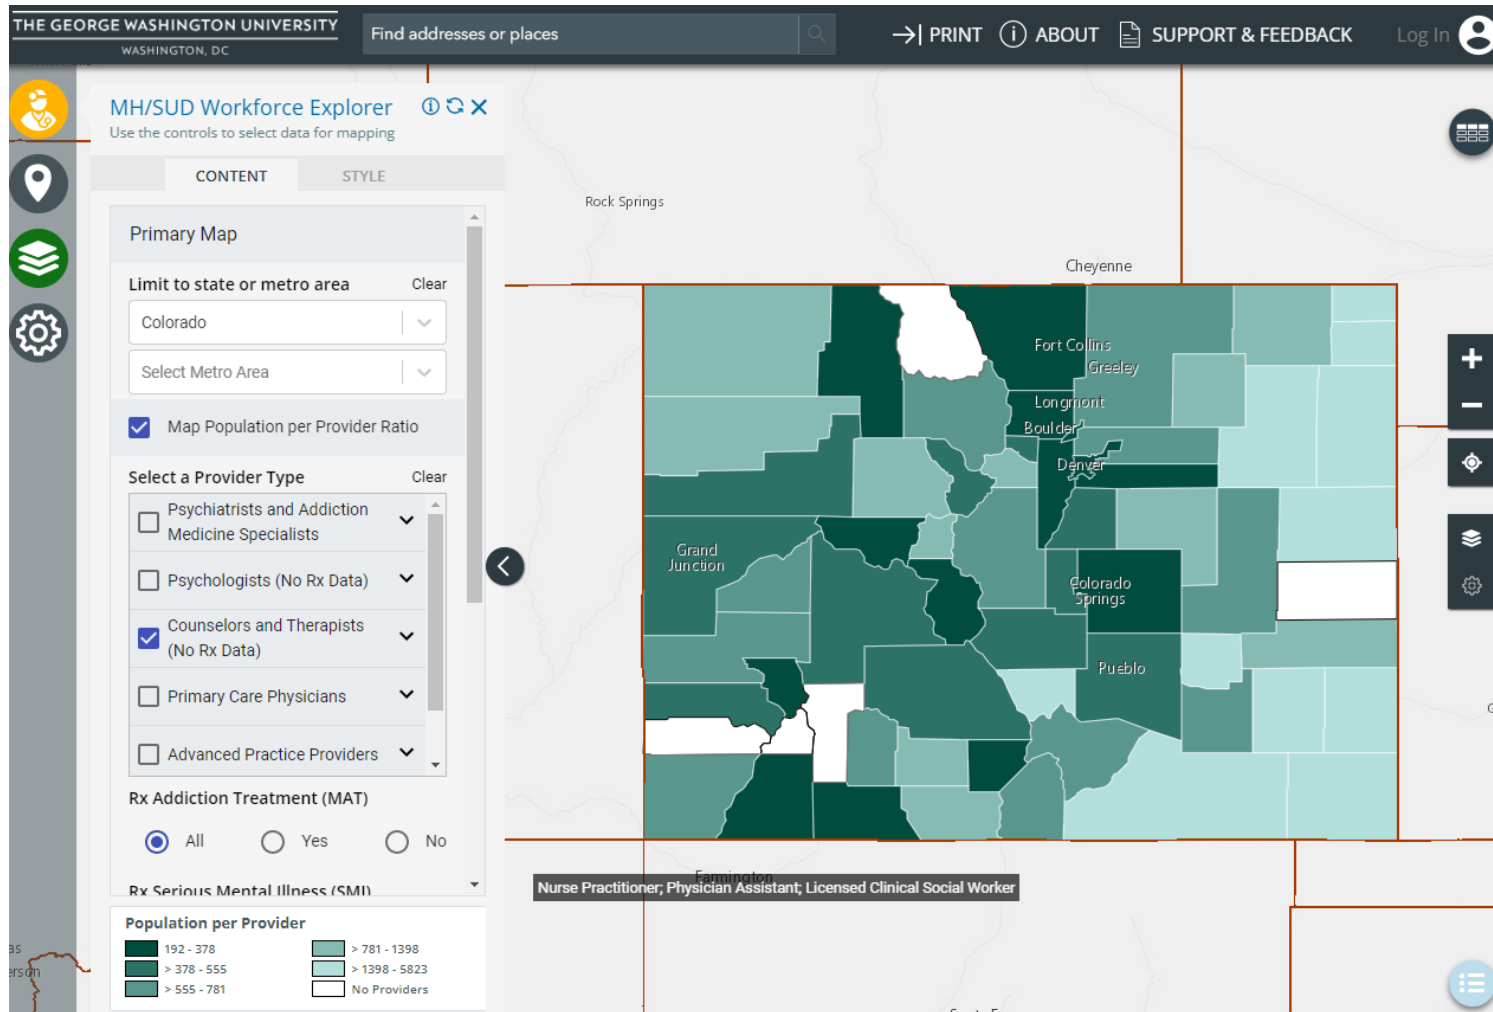 THE GEORGE WASHINGTON UNIVERSITY
WASHINGTON, DC
Find addresses or places
PRINT
ABOUT
SUPPORT & FEEDBACK
Log In
MH/SUD Workforce Explorer
Use the controls to select data for mapping
CONTENT
STYLE
Primary Map
Limit to state or metro area
Clear
Colorado
Select Metro Area
Map Population per Provider Ratio
Select a Provider Type
Clear
Psychiatrists and Addiction
Medicine Specialists
Psychologists (No Rx Data)
Counselors and Therapists
(No Rx Data)
Primary Care Physicians
Advanced Practice Providers
Rx Addiction Treatment (MAT)
All
Yes
No
Rx Serious Mental Illness (SMI)
Population per Provider
192 - 378
> 378 - 555
> 555 - 781
> 781 - 1398
> 1398 - 5823
No Providers
Rock Springs
Cheyenne
Fort Collins
Greeley
Longmont
Boulder
Denver
Grand
Junction
Colorado
Springs
Pueblo
Farmington
Nurse Practitioner; Physician Assistant; Licensed Clinical Social Worker